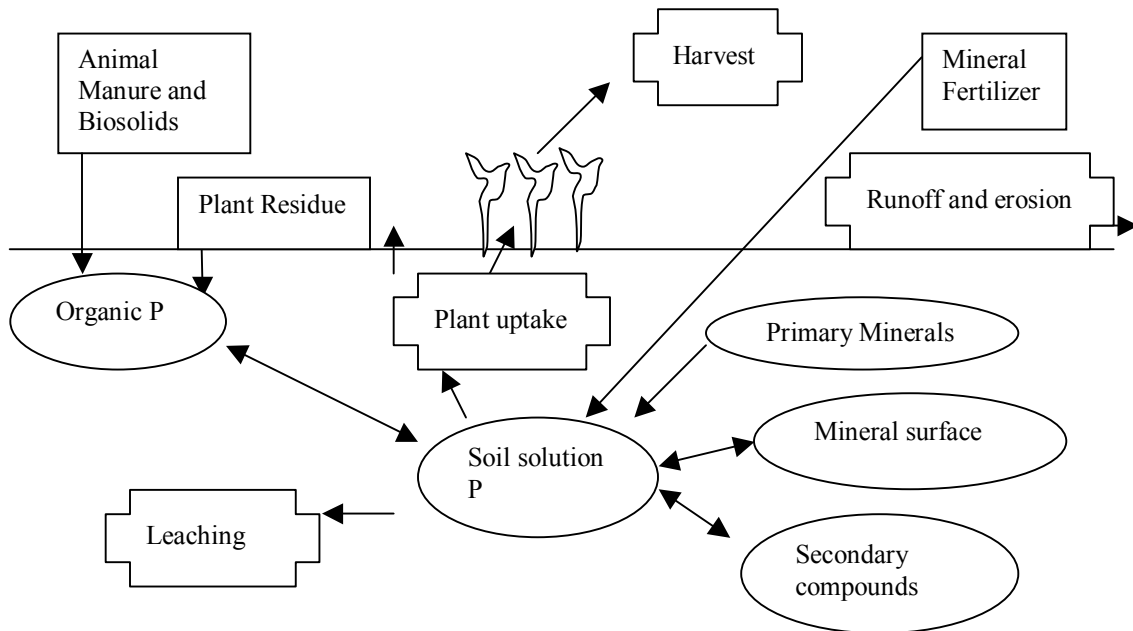 Animal
Manure and
Biosolids
Harvest
Mineral
Fertilizer
Plant Residue
Runoff and erosion
Organic P
Plant uptake
Primary Minerals
Soil solution
P
Mineral surface
Leaching
Secondary
compounds